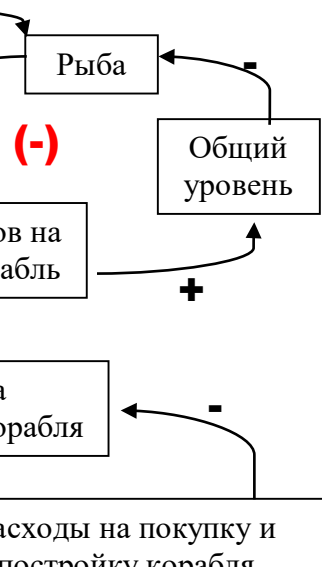 Рыба
-
(-)
Общий
уровень
ов на
абль
+
а
орабля
-
асходы на покупку и
постройку корабля